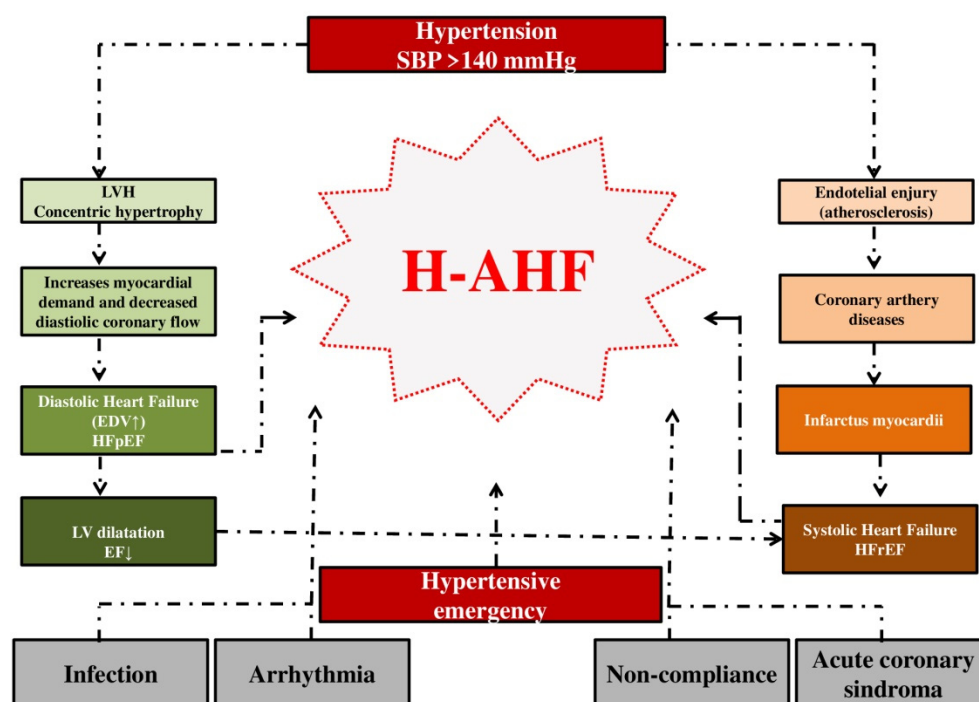 Hypertension
SBP >140 mmHg
LVH
Concentric hypertrophy
Endotelial enjury
(atherosclerosis)
H-AHF
Increases myocardial
demand and decreased
diastiolic coronary flow
Coronary arthery
diseases
Diastolic Heart Failure
(EDV↑)
HFpEF
Infarctus myocardii
LV dilatation
EF↓
Systolic Heart Failure
HFrEF
Hypertensive
emergency
Infection
Arrhythmia
Non-compliance
Acute coronary
sindroma